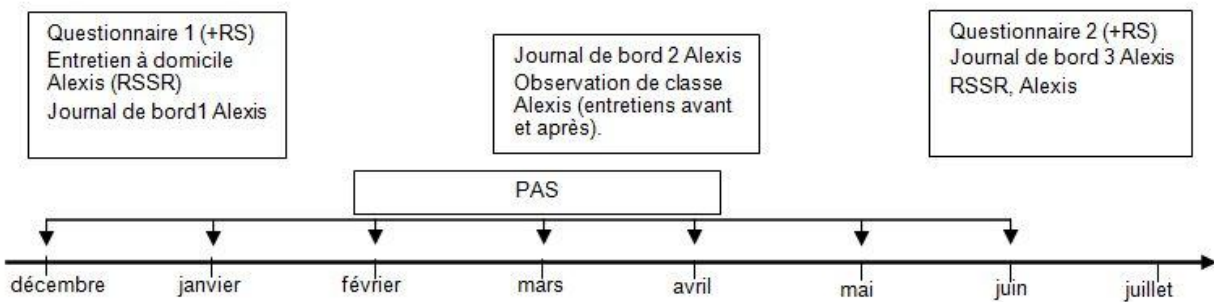 Questionnaire 1 (+RS)
Entretien à domicile
Alexis (RSSR)
Journal de bord1 Alexis
Journal de bord 2 Alexis
Observation de classe
Alexis (entretiens avant
et après).
Questionnaire 2 (+RS)
Journal de bord 3 Alexis
RSSR, Alexis
PAS
décembre
janvier
février
mars
avril
mai
juin
juillet